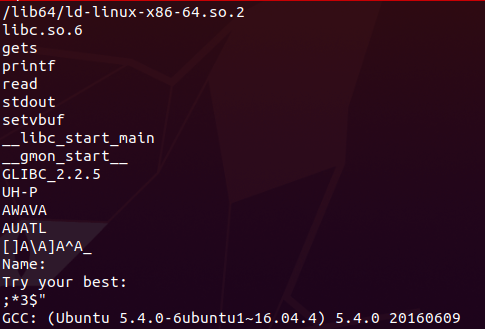 /lib64/ld-linux-x86-64.so.2
libc.so.6
gets
printf
read
stdout
setvbuf
__libc_start_main
__gmon_start__
GLIBC_2.2.5
UH-P
AWAVA
AUATL
[]A\A]A^A_
Name:
Try your best:
;*3$"
GCC: (Ubuntu 5.4.0-6ubuntu1~16.04.4) 5.4.0 20160609